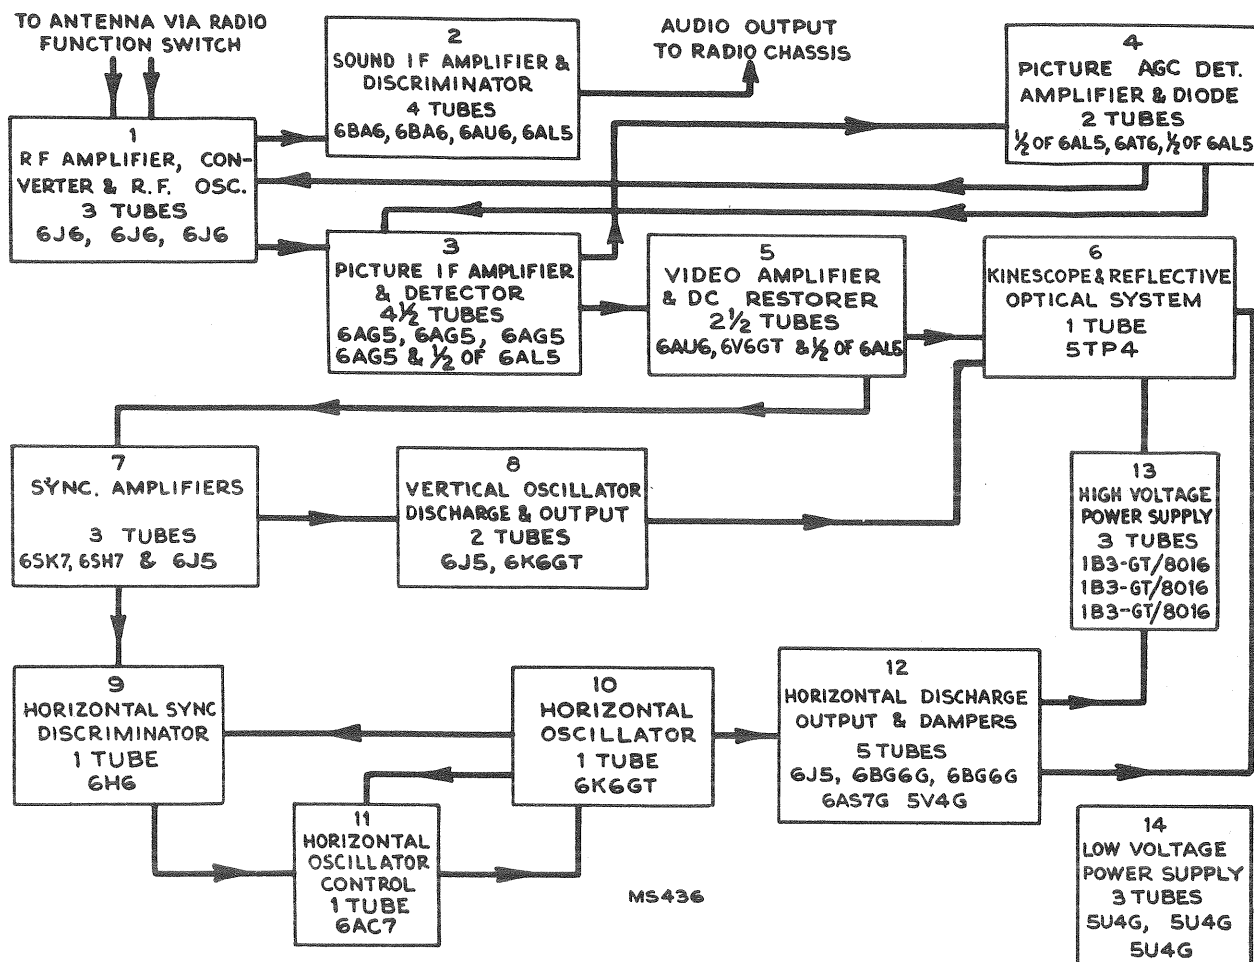 TO ANTENNA VIA RADIO
FUNCTION SWITCH
AUDIO OUTPUT
TO RADIO CHASSIS
1
RF AMPLIFIER, CON-
VERTER & R.F. OSC.
3 TUBES
6J6, 6J6, 6J6
2
SOUND IF AMPLIFIER &
DISCRIMINATOR
4 TUBES
6BA6, 6BA6, 6AU6, 6AL5
4
PICTURE AGC DET.
AMPLIFIER & DIODE
2 TUBES
½ OF 6AL5, 6AT6, ½ OF 6AL5
3
PICTURE IF AMPLIFIER
& DETECTOR
4½ TUBES
6AG5, 6AG5, 6AG5
6AG5 & ½ OF 6AL5
5
VIDEO AMPLIFIER
& DC RESTORER
2½ TUBES
6AU6, 6V6GT & ½ OF 6AL5
6
KINESCOPE & REFLECTIVE
OPTICAL SYSTEM
1 TUBE
5TP4
7
SYNC. AMPLIFIERS
3 TUBES
6SK7, 6SH7 & 6J5
8
VERTICAL OSCILLATOR
DISCHARGE & OUTPUT
2 TUBES
6J5, 6K6GT
13
HIGH VOLTAGE
POWER SUPPLY
3 TUBES
1B3-GT/8016
1B3-GT/8016
1B3-GT/8016
9
HORIZONTAL SYNC
DISCRIMINATOR
1 TUBE
6H6
10
HORIZONTAL
OSCILLATOR
1 TUBE
6K6GT
12
HORIZONTAL DISCHARGE
OUTPUT & DAMPERS
5 TUBES
6J5, 6BG6G, 6BG6G
6AS7G 5V4G
11
HORIZONTAL
OSCILLATOR
CONTROL
1 TUBE
6AC7
MS436
14
LOW VOLTAGE
POWER SUPPLY
3 TUBES
5U4G, 5U4G
5U4G